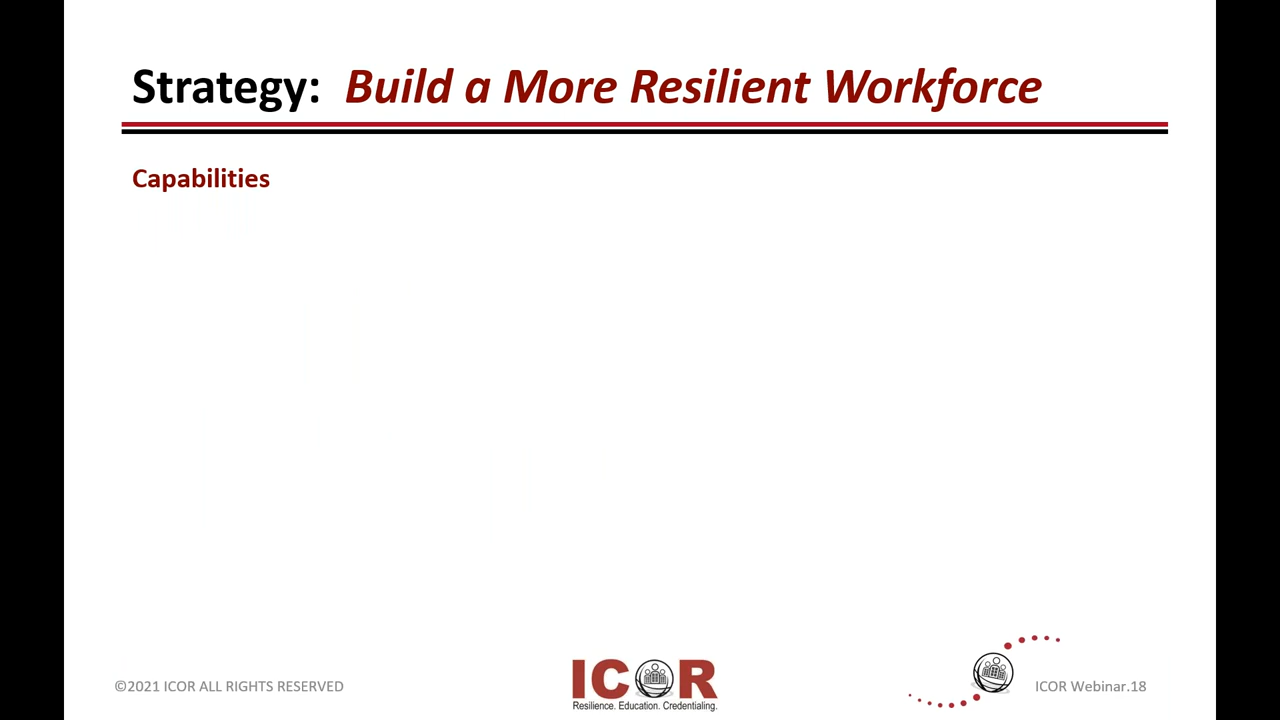 Strategy: Build a More Resilient Workforce
Capabilities
©2021 ICOR ALL RIGHTS RESERVED
ICOR
Resilience. Education. Credentialing.
ICOR Webinar.18